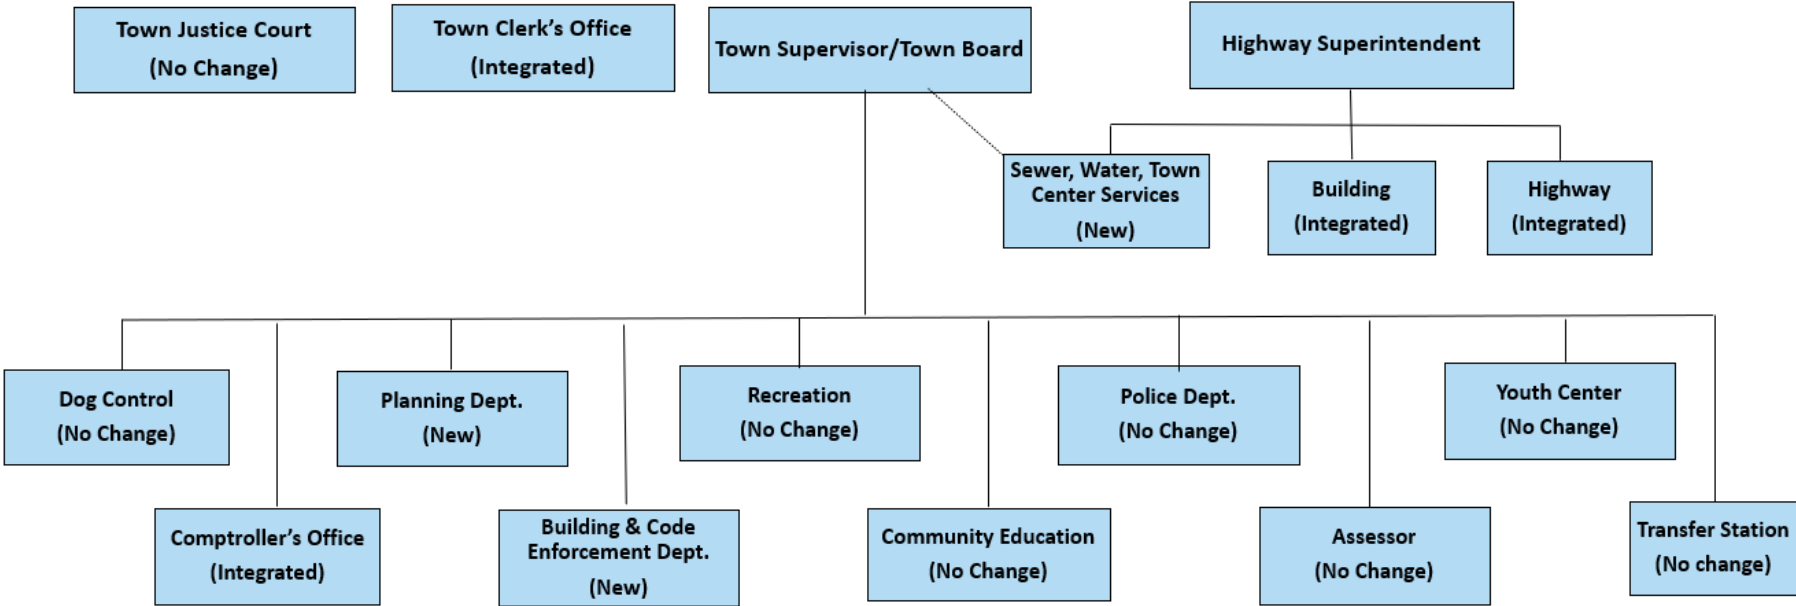 Town Justice Court
(No Change)
Town Clerk’s Office
(Integrated)
Town Supervisor/Town Board
Highway Superintendent
Sewer, Water, Town
Center Services
(New)
Building
(Integrated)
Highway
(Integrated)
Dog Control
(No Change)
Planning Dept.
(New)
Recreation
(No Change)
Police Dept.
(No Change)
Youth Center
(No Change)
Comptroller’s Office
(Integrated)
Building & Code
Enforcement Dept.
(New)
Community Education
(No Change)
Assessor
(No Change)
Transfer Station
(No change)